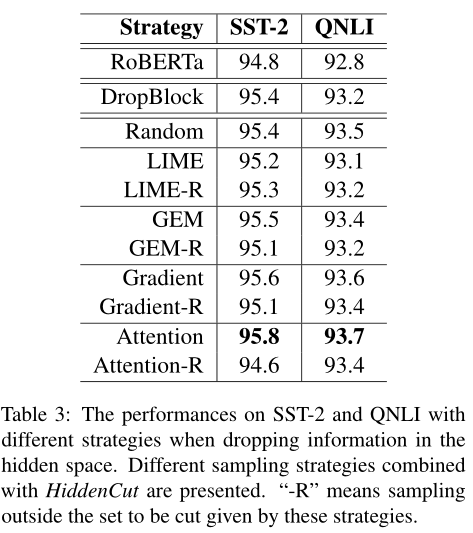 Strategy SST-2 QNLI
RoBERTa 94.8 92.8
DropBlock 95.4 93.2
Random 95.4 93.5
LIME 95.2 93.1
LIME-R 95.3 93.2
GEM 95.5 93.4
GEM-R 95.1 93.2
Gradient 95.6 93.6
Gradient-R 95.1 93.4
Attention 95.8 93.7
Attention-R 94.6 93.4
Table 3: The performances on SST-2 and QNLI with
different strategies when dropping information in the
hidden space. Different sampling strategies combined
with HiddenCut are presented. “-R” means sampling
outside the set to be cut given by these strategies.